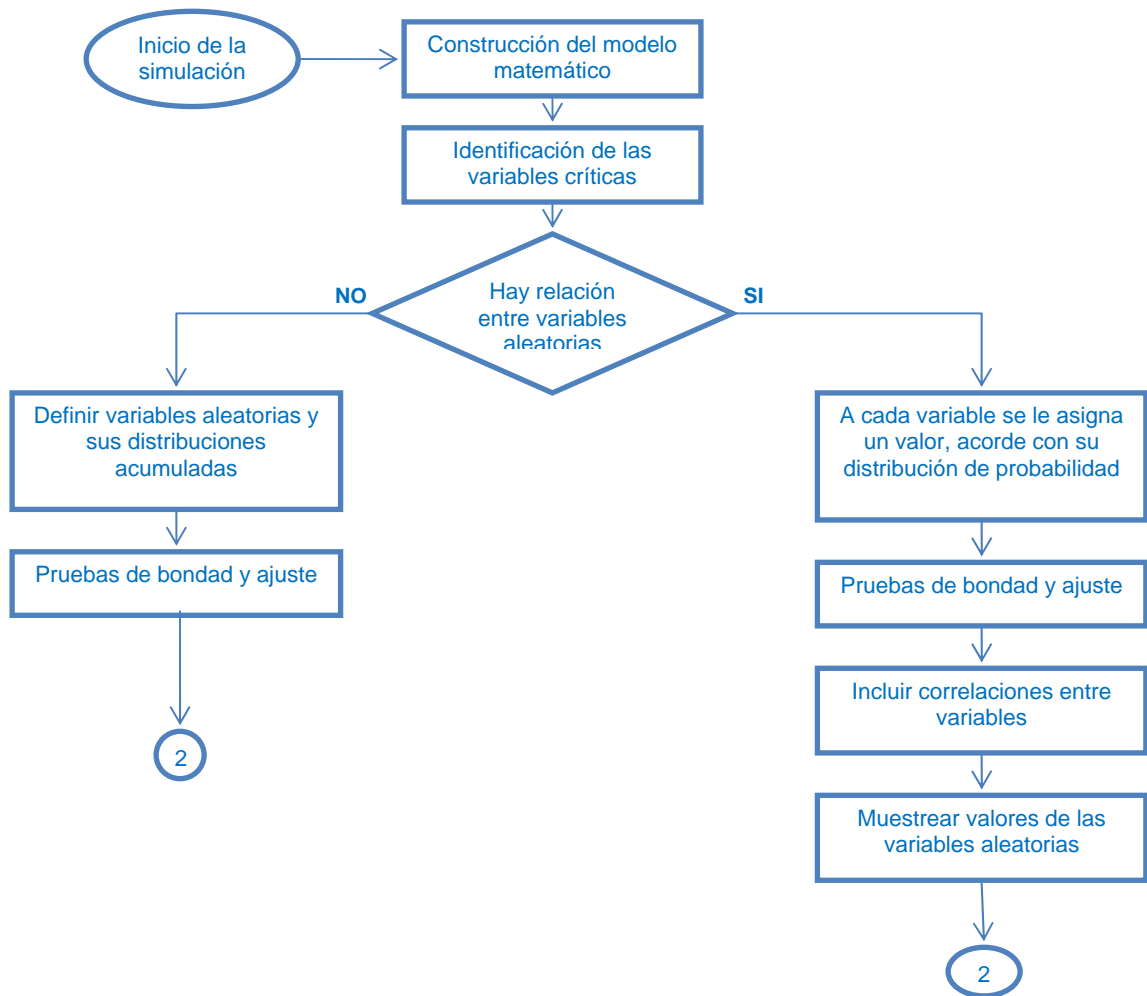 Inicio de la
simulación
Construcción del modelo
matemático
Identificación de las
variables críticas
Hay relación
entre variables
aleatorias
NO
SI
Definir variables aleatorias y
sus distribuciones
acumuladas
Pruebas de bondad y ajuste
2
A cada variable se le asigna
un valor, acorde con su
distribución de probabilidad
Pruebas de bondad y ajuste
Incluir correlaciones entre
variables
Muestrear valores de las
variables aleatorias
2